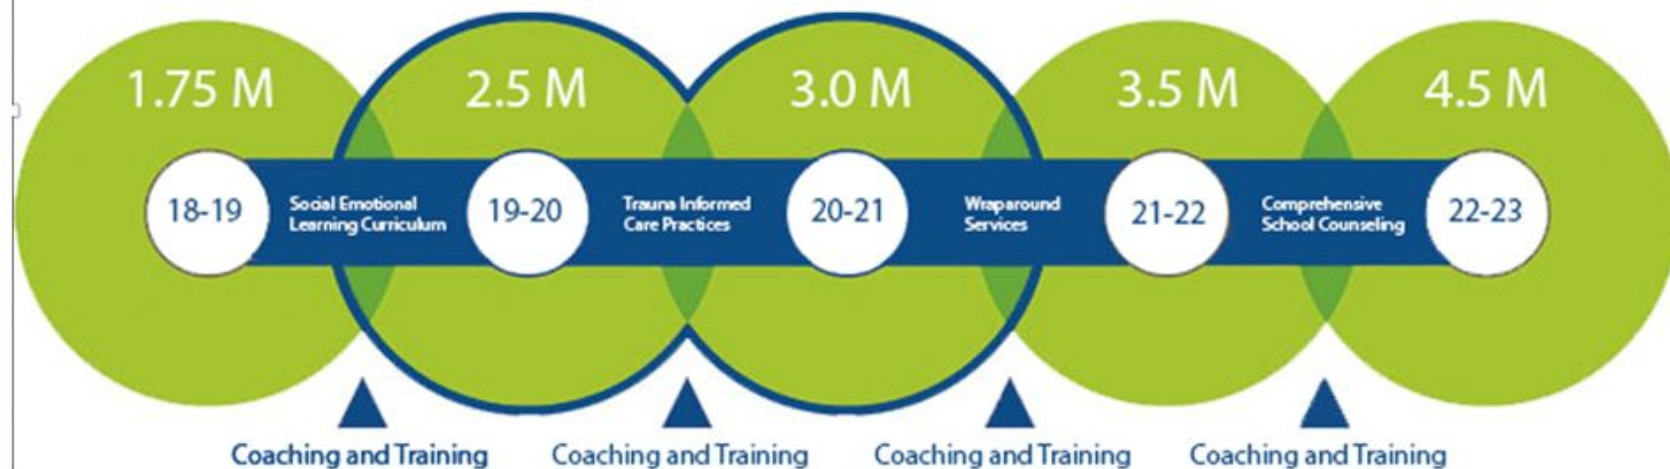 1.75 M
2.5 M
3.0 M
3.5 M
4.5 M
18-19
Social Emotional
Learning Curriculum
19-20
Trauna Informed
Care Practices
20-21
Wraparound
Services
21-22
Comprehensive
School Counseling
22-23
Coaching and Training
Coaching and Training
Coaching and Training
Coaching and Training